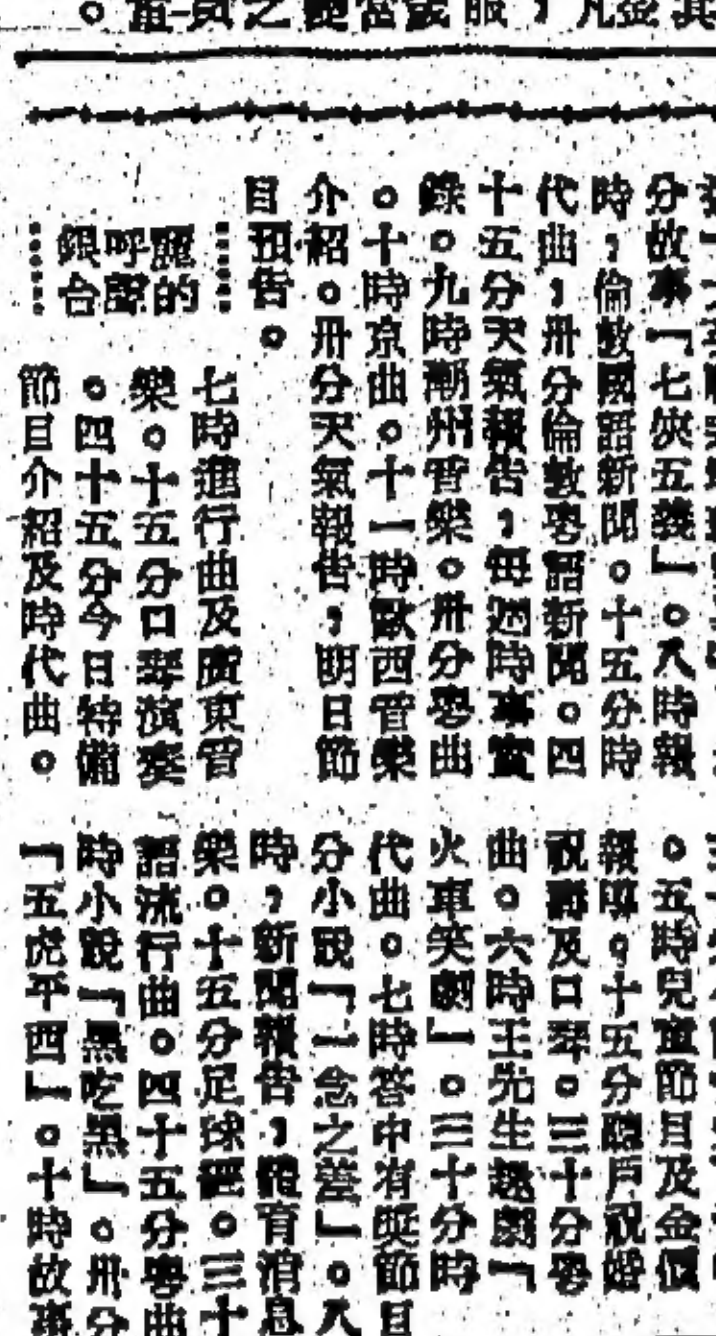 分故事「七俠五義」。八時報
時，倫敦國語新聞。十五分時
代曲，卅分倫敦粵語新聞。四
十五分天氣報告，每週時事實
錄。九時潮州管樂。卅分粵曲
。十時京曲。十一時歐西管樂
介紹。卅分天氣報告，明日節
目預告。
麗的
呼聲
銀台
七時進行曲及廣東管
樂。十五分口琴演奏
。四十五分今日特備
節目介紹及時代曲。
。五時兒童節目及金價
報導。十五分聽戶祝婚
祝壽及口琴。三十分粵
曲。六時王先生趣劇「
火車笑劇」。三十分時
代曲。七時答中有獎節目
分小說「一念之差」。八
時，新聞報告，體育消息
樂。十五分足球經。三十
語流行曲。四十五分粵曲
時小說「黑吃黑」。卅分
「五虎平西」。十時故事